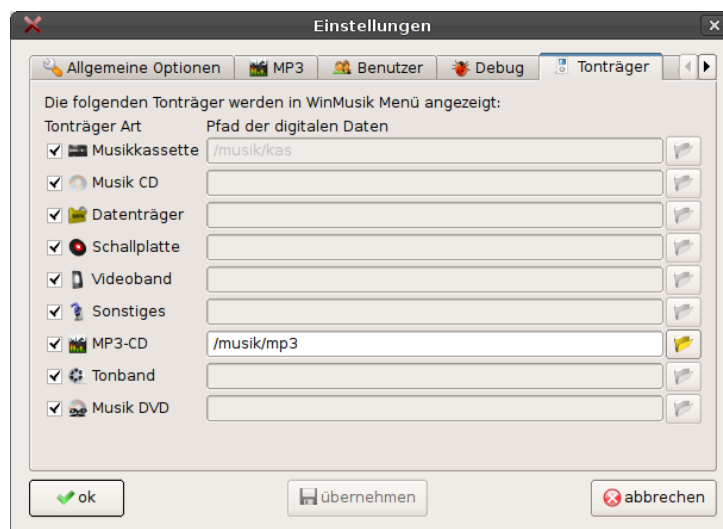 Einstellungen
Allgemeine Optionen MP3 Benutzer Debug Tonträger
Die folgenden Tonträger werden in WinMusik Menü angezeigt:
Tonträger Art Pfad der digitalen Daten
Musikkassette /musik/kas
Musik CD
Datenträger
Schallplatte
Videoband
Sonstiges
MP3-CD /musik/mp3
Tonband
Musik DVD
ok übernehmen abbrechen